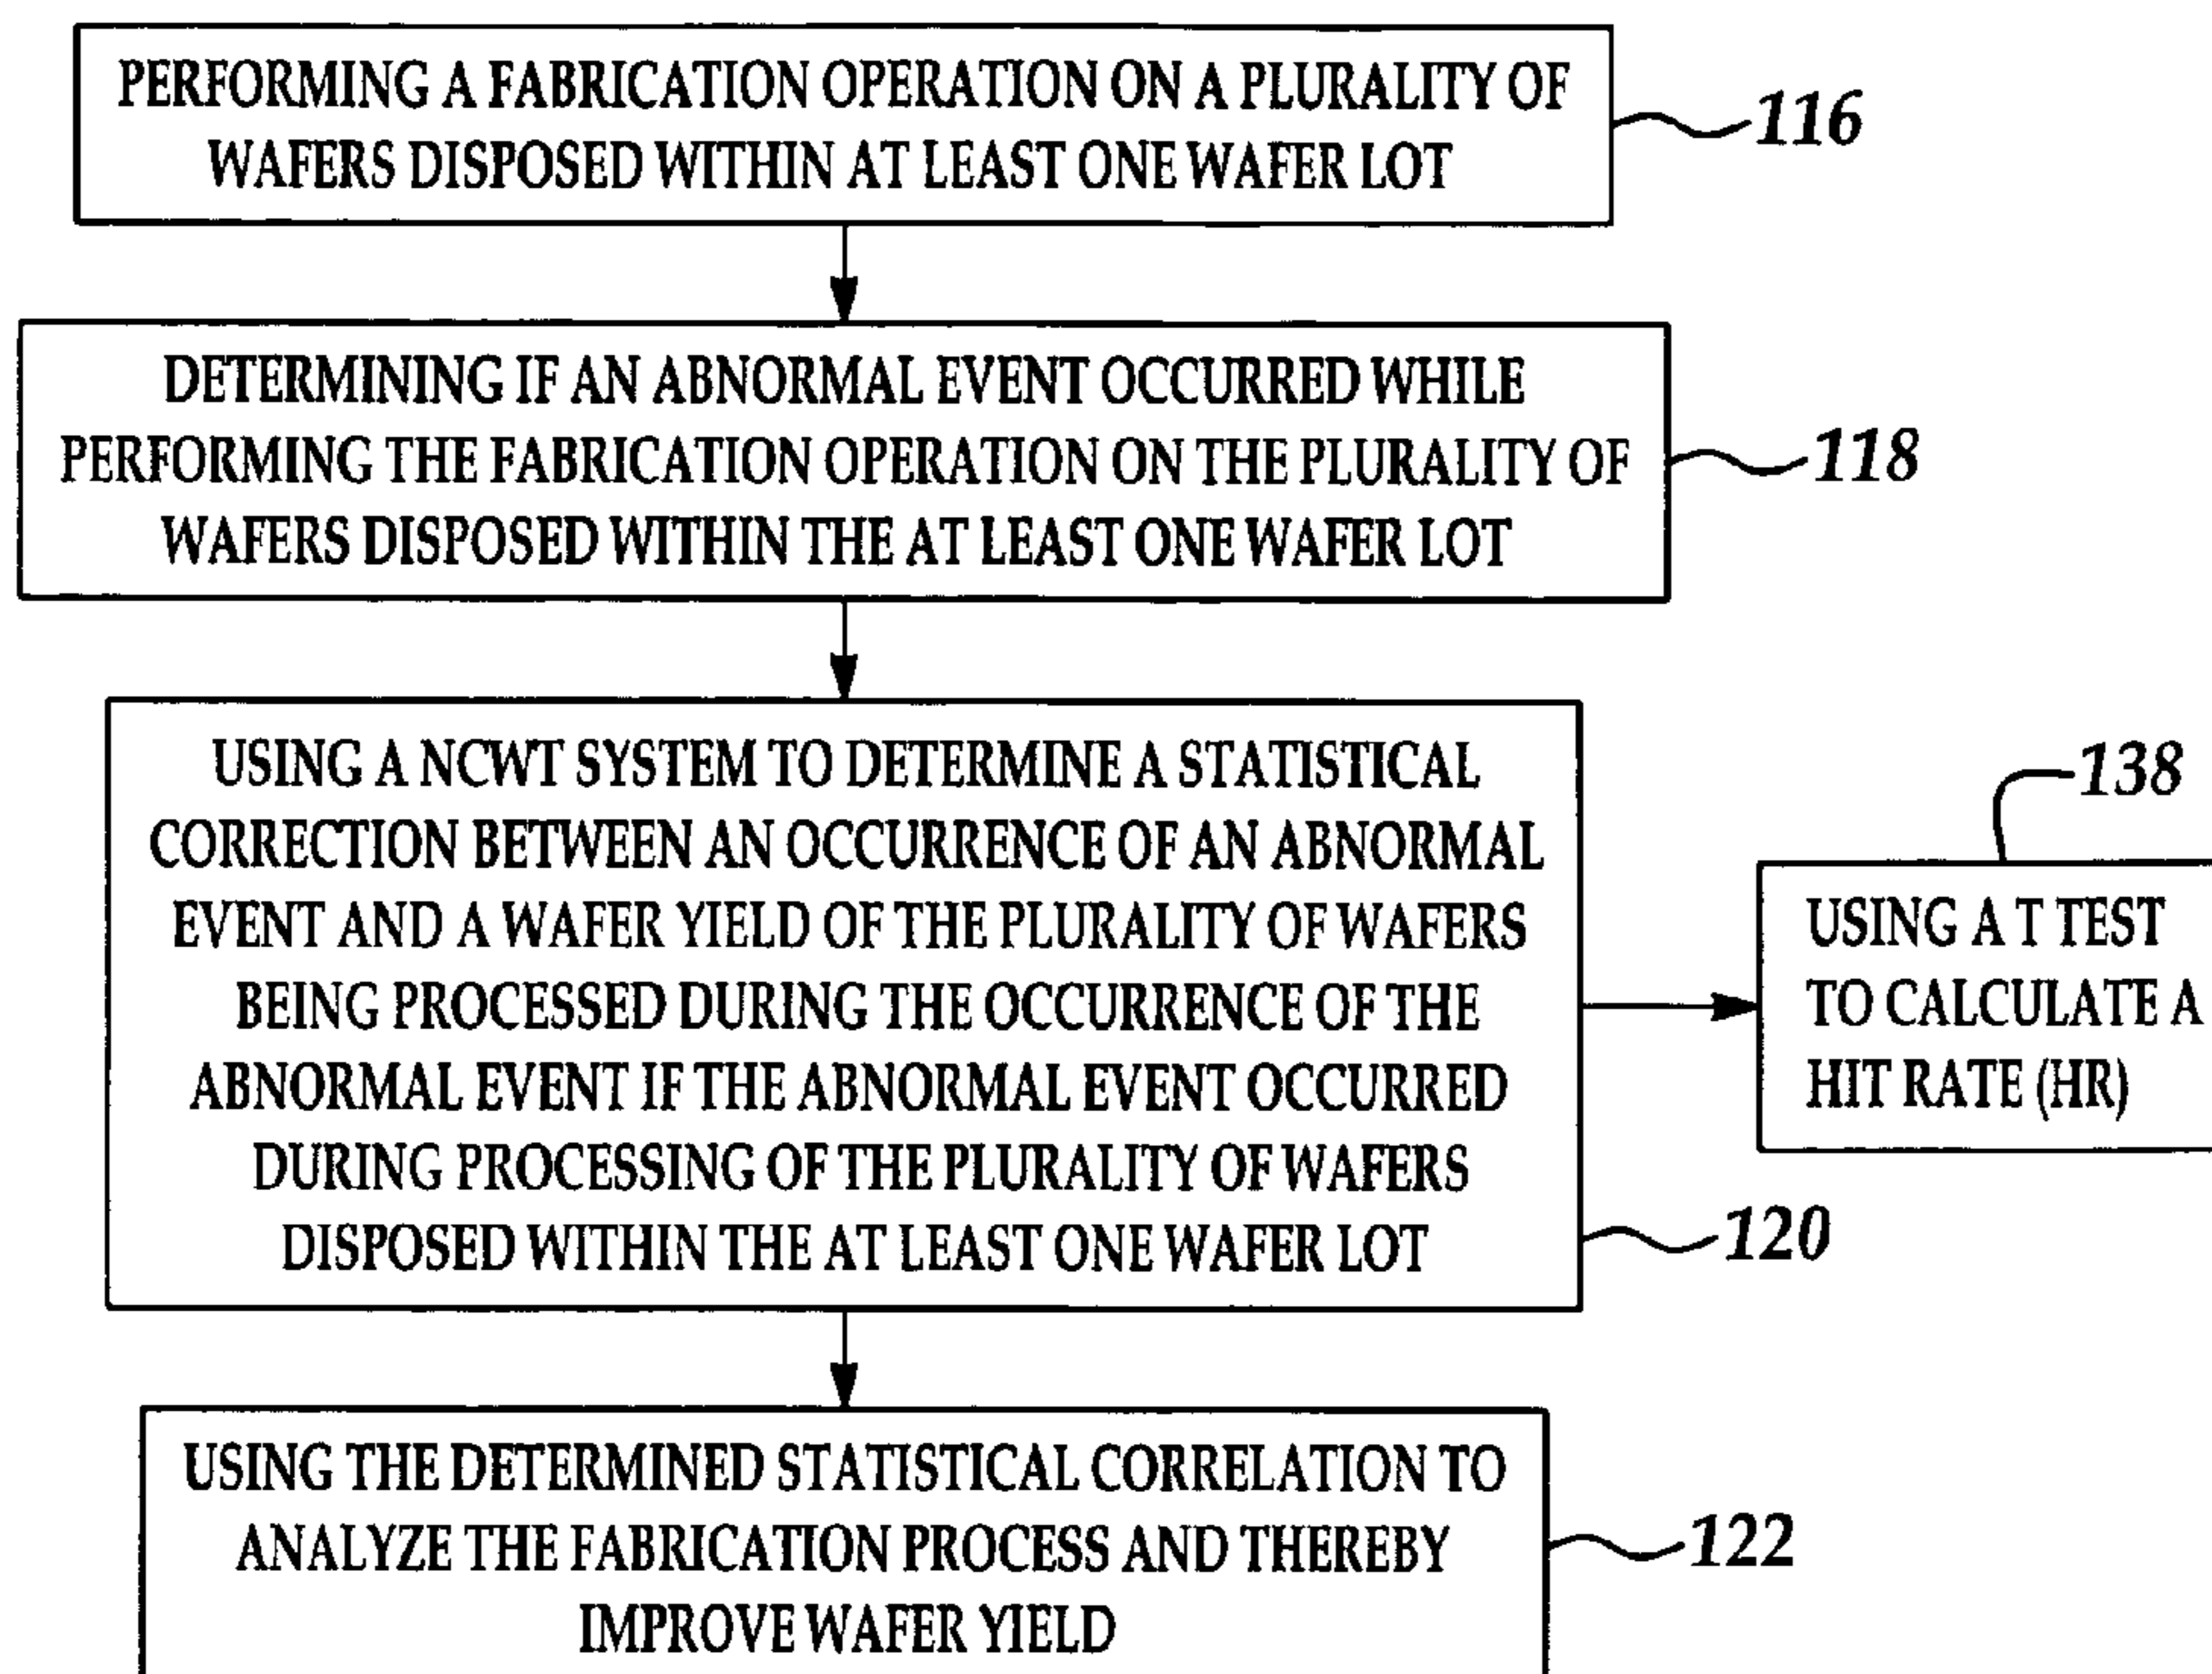 PERFORMING A FABRICATION OPERATION ON A PLURALITY OF
WAFERS DISPOSED WITHIN AT LEAST ONE WAFER LOT
116
DETERMINING IF AN ABNORMAL EVENT OCCURRED WHILE
PERFORMING THE FABRICATION OPERATION ON THE PLURALITY OF
WAFERS DISPOSED WITHIN THE AT LEAST ONE WAFER LOT
118
USING A NCWT SYSTEM TO DETERMINE A STATISTICAL
CORRECTION BETWEEN AN OCCURRENCE OF AN ABNORMAL
EVENT AND A WAFER YIELD OF THE PLURALITY OF WAFERS
BEING PROCESSED DURING THE OCCURRENCE OF THE
ABNORMAL EVENT IF THE ABNORMAL EVENT OCCURRED
DURING PROCESSING OF THE PLURALITY OF WAFERS
DISPOSED WITHIN THE AT LEAST ONE WAFER LOT
120
138
USING A T TEST
TO CALCULATE A
HIT RATE (HR)
USING THE DETERMINED STATISTICAL CORRELATION TO
ANALYZE THE FABRICATION PROCESS AND THEREBY
IMPROVE WAFER YIELD
122